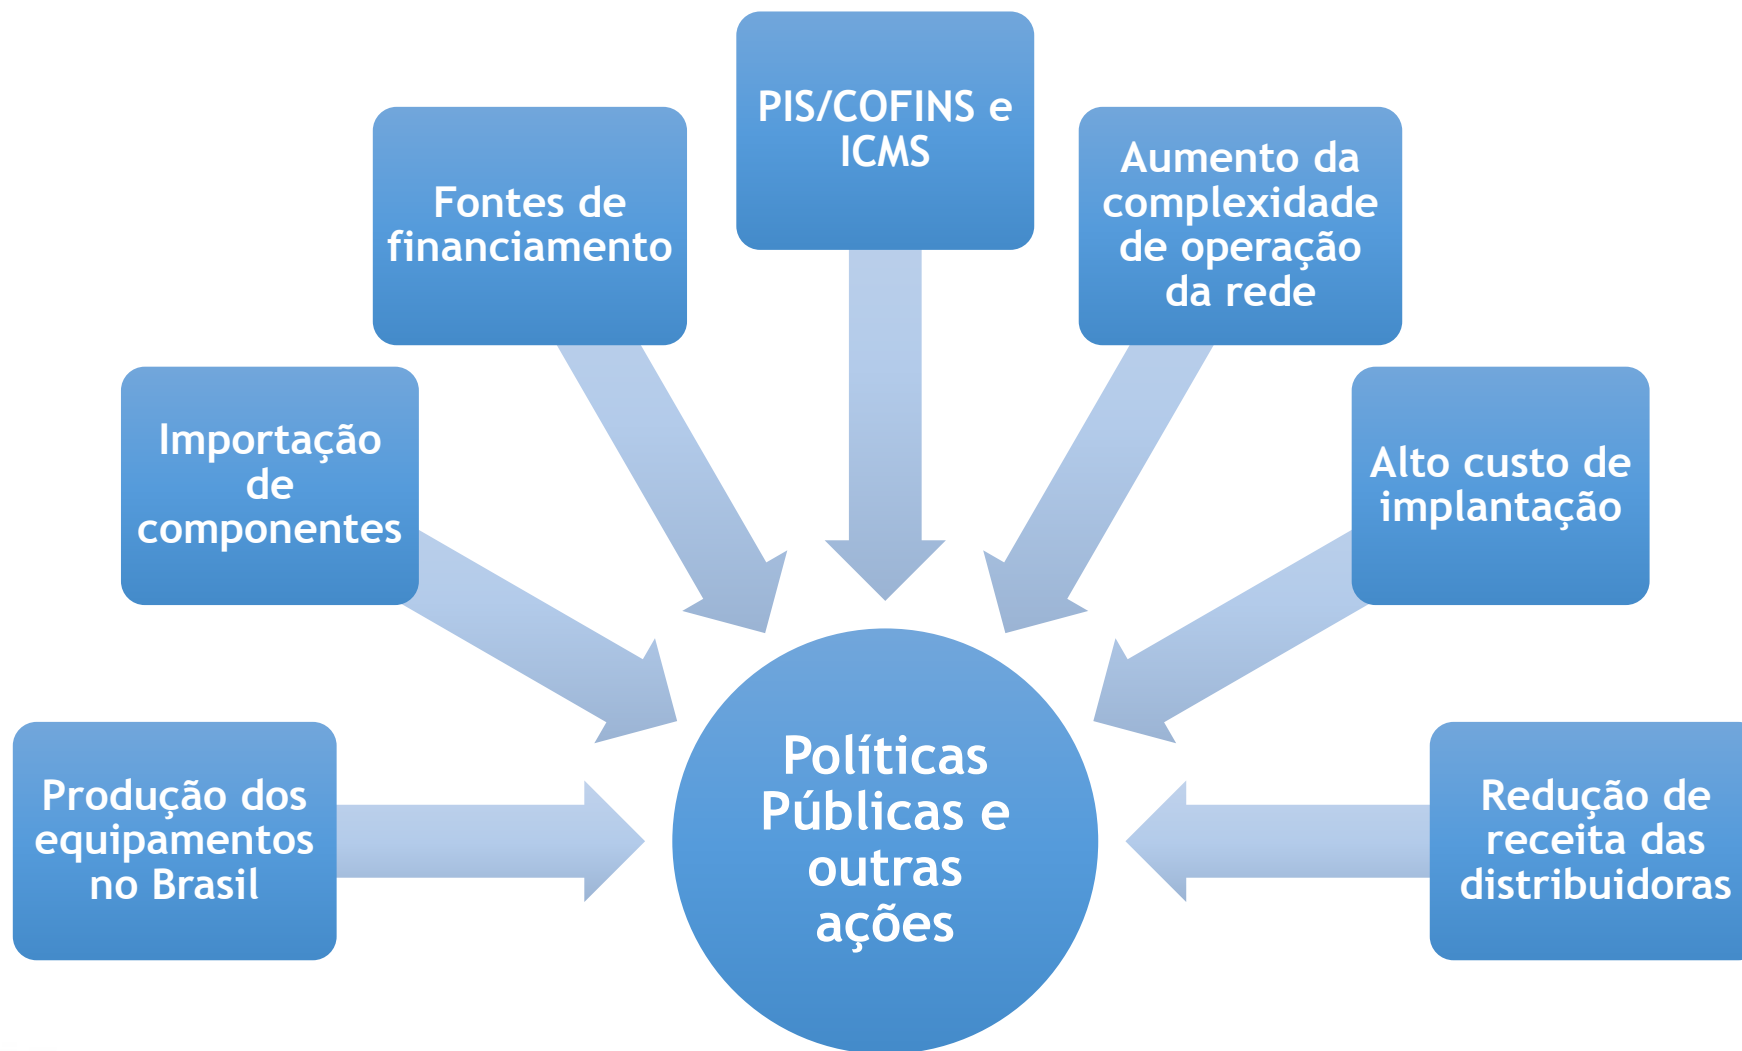 PIS/COFINS e
ICMS
Fontes de
financiamento
Aumento da
complexidade
de operação
da rede
Importação
de
componentes
Alto custo de
implantação
Produção dos
equipamentos
no Brasil
Políticas
Públicas e
outras
ações
Redução de
receita das
distribuidoras